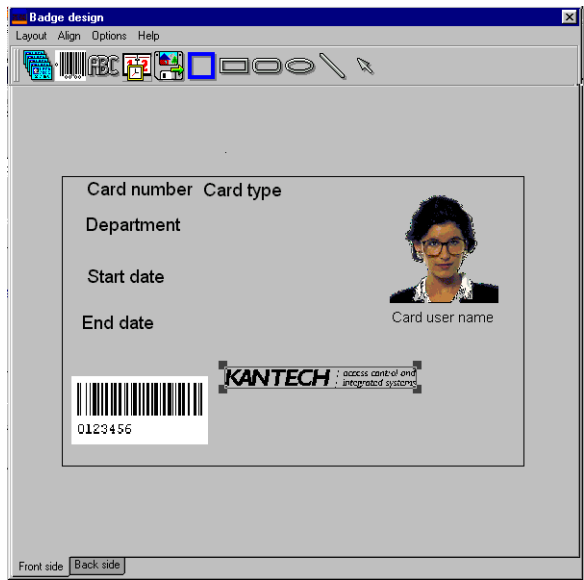 Badge design
Layout Align Options Help
ABC
Card number Card type
Department
Start date
End date
Card user name
KANTECH : access control and
integrated systems
0123456
Front side Back side